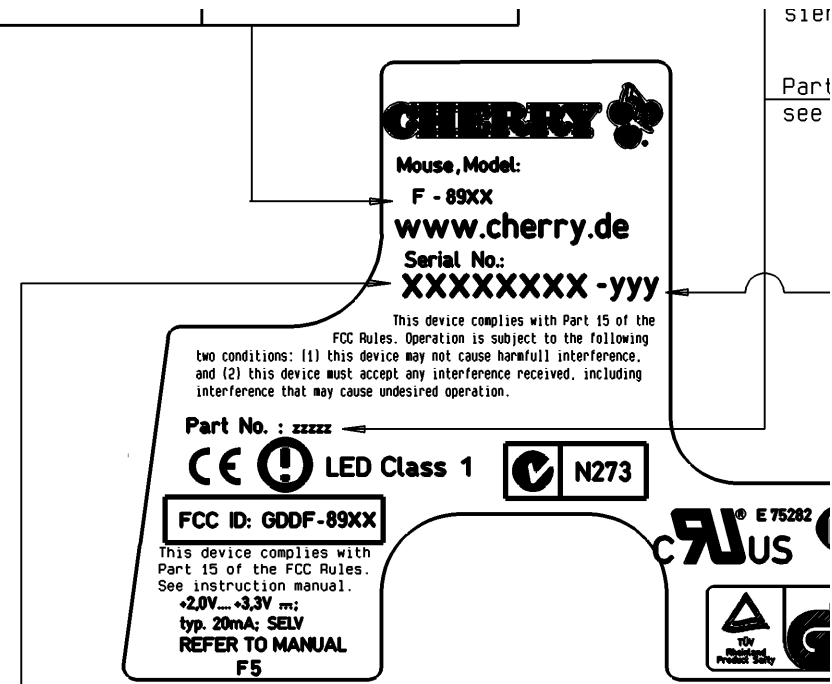 Part
see
CHERRY
Mouse,Model:
F - 89XX
www.cherry.de
Serial No.:
XXXXXXXX -yyy
This device complies with Part 15 of the
FCC Rules. Operation is subject to the following
two conditions: (1) this device may not cause harmfull interference,
and (2) this device must accept any interference received, including
interference that may cause undesired operation.
Part No. : zzzzz
CE ! LED Class 1
N273
FCC ID: GDDF-89XX
® E 75282
C RU US
This device complies with
Part 15 of the FCC Rules.
See instruction manual.
+2,0V.... +3,3V ⎓;
typ. 20mA; SELV
REFER TO MANUAL
F5
TÜV
Rheinland
Product Safty